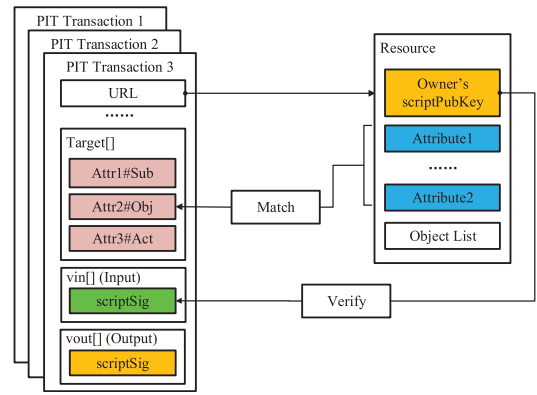 PIT Transaction 1
PIT Transaction 2
PIT Transaction 3
URL
......
Target[]
Attr1#Sub
Attr2#Obj
Attr3#Act
vin[] (Input)
scriptSig
vout[] (Output)
scriptSig
Match
Verify
Resource
Owner's
scriptPubKey
Attribute1
......
Attribute2
Object List